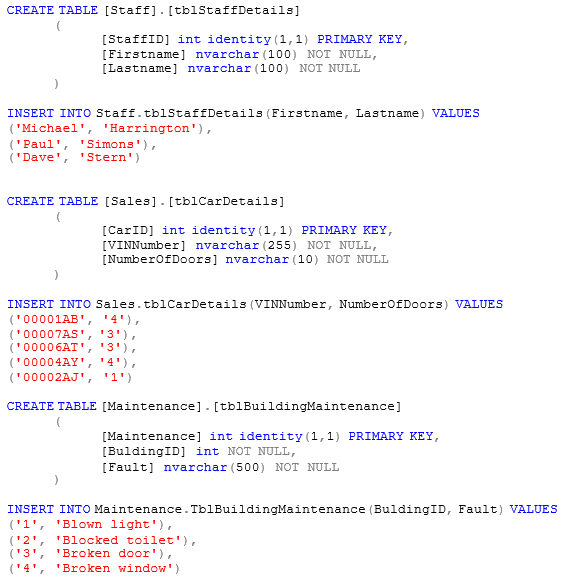 CREATE TABLE [Staff].[tblStaffDetails]
(
[StaffID] int identity(1,1) PRIMARY KEY,
[Firstname] nvarchar(100) NOT NULL,
[Lastname] nvarchar(100) NOT NULL
)
INSERT INTO Staff.tblStaffDetails(Firstname, Lastname) VALUES
('Michael', 'Harrington'),
('Paul', 'Simons'),
('Dave', 'Stern')
CREATE TABLE [Sales].[tblCarDetails]
(
[CarID] int identity(1,1) PRIMARY KEY,
[VINNumber] nvarchar(255) NOT NULL,
[NumberOfDoors] nvarchar(10) NOT NULL
)
INSERT INTO Sales.tblCarDetails(VINNumber, NumberOfDoors) VALUES
('00001AB', '4'),
('00007AS', '3'),
('00006AT', '3'),
('00004AY', '4'),
('00002AJ', '1')
CREATE TABLE [Maintenance].[tblBuildingMaintenance]
(
[Maintenance] int identity(1,1) PRIMARY KEY,
[BuldingID] int NOT NULL,
[Fault] nvarchar(500) NOT NULL
)
INSERT INTO Maintenance.TblBuildingMaintenance(BuldingID, Fault) VALUES
('1', 'Blown light'),
('2', 'Blocked toilet'),
('3', 'Broken door'),
('4', 'Broken window')